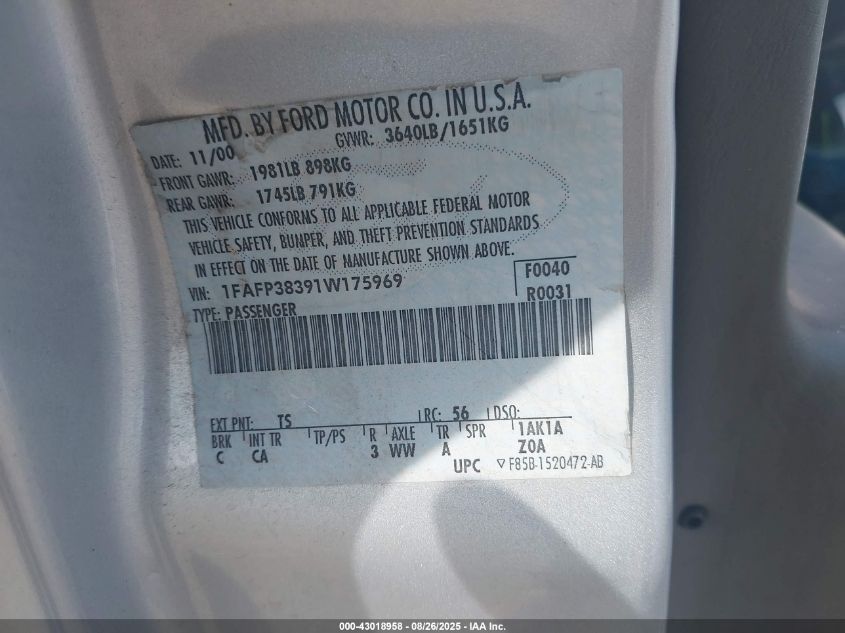 MFD. BY FORD MOTOR CO. IN U.S.A.
DATE: 11/00 GVWR: 3640LB/1651KG
FRONT GAWR: 1981LB 898KG
REAR GAWR: 1745LB 791KG
THIS VEHICLE CONFORMS TO ALL APPLICABLE FEDERAL MOTOR
VEHICLE SAFETY, BUMPER, AND THEFT PREVENTION STANDARDS
IN EFFECT ON THE DATE OF MANUFACTURE SHOWN ABOVE.
VIN: 1FAFP38391W175969 F0040
TYPE: PASSENGER R0031
EXT PNT: TS RC: 56 DSO:
BRK INT TR TP/PS R AXLE TR SPR 1AK1A
C CA 3 WW A Z0A
UPC ▽F85B-1520472-AB
000-43018958 - 08/26/2025 - IAA Inc.